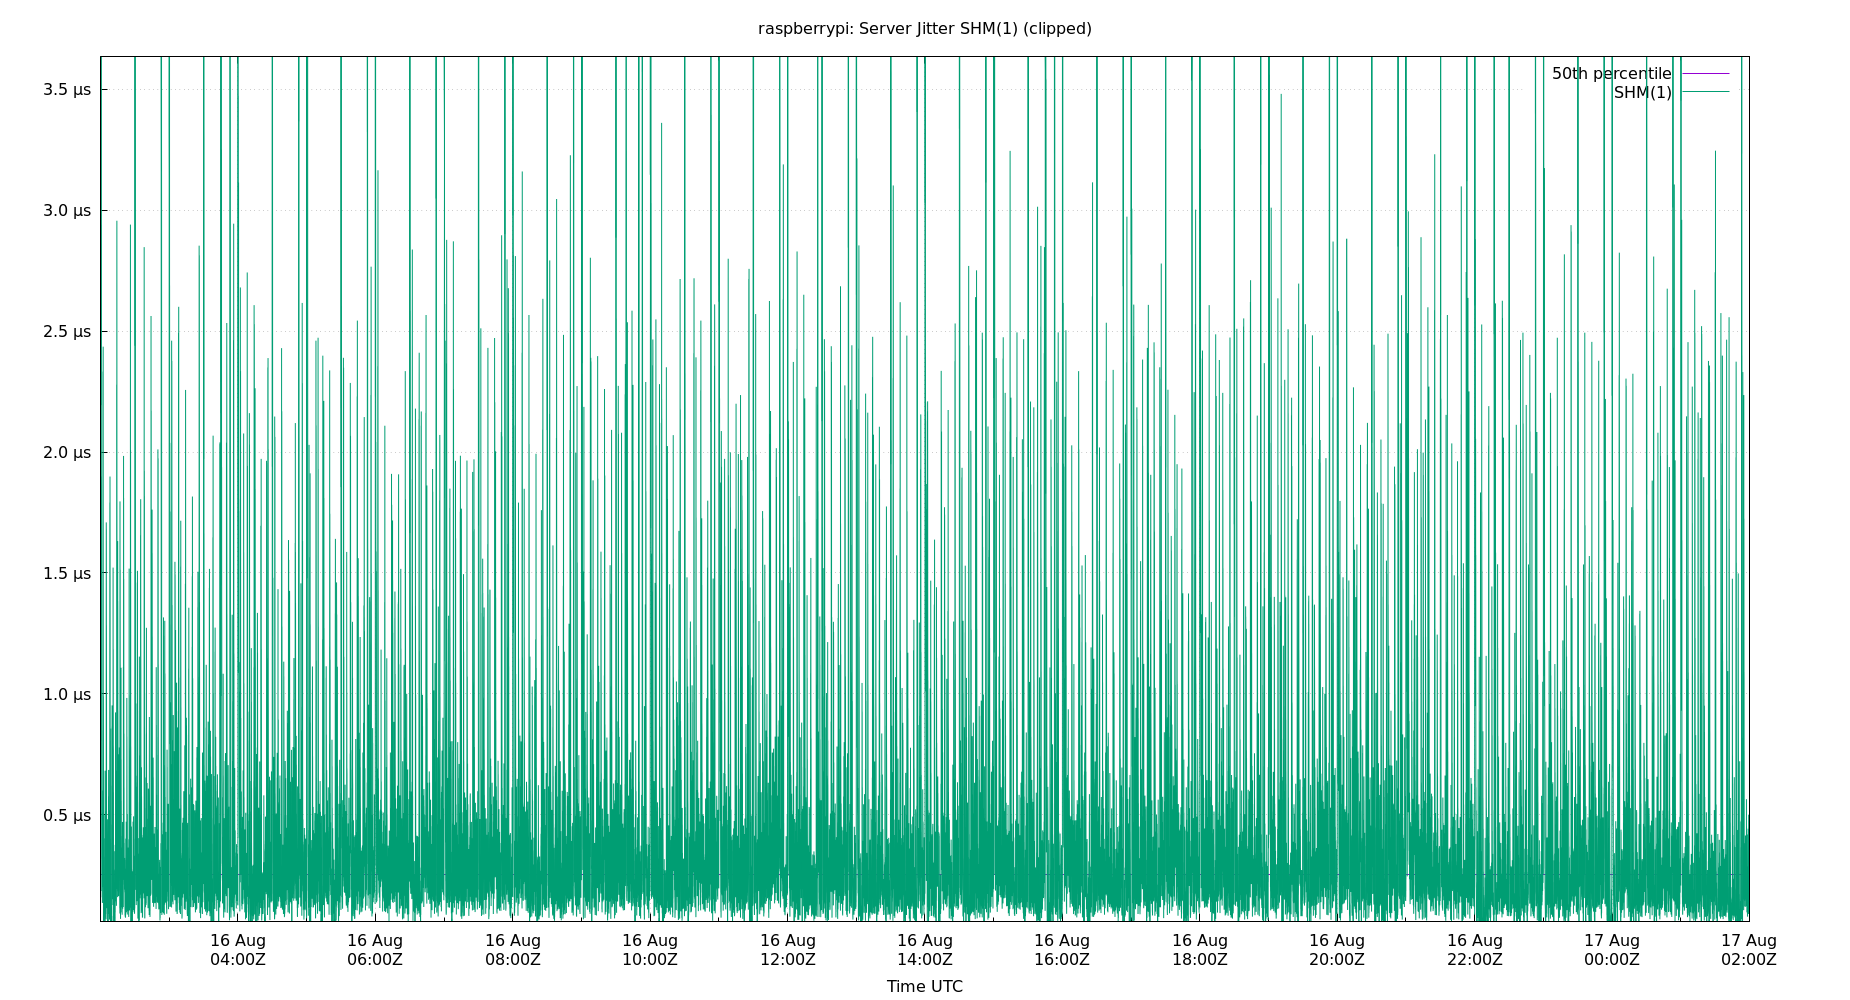 raspberrypi: Server Jitter SHM(1) (clipped)
50th percentile
SHM(1)
3.5 µs
3.0 µs
2.5 µs
2.0 µs
1.5 µs
1.0 µs
0.5 µs
16 Aug 16 Aug 16 Aug 16 Aug 16 Aug 16 Aug 16 Aug 16 Aug 16 Aug 16 Aug 17 Aug 17 Aug
04:00Z 06:00Z 08:00Z 10:00Z 12:00Z 14:00Z 16:00Z 18:00Z 20:00Z 22:00Z 00:00Z 02:00Z
Time UTC